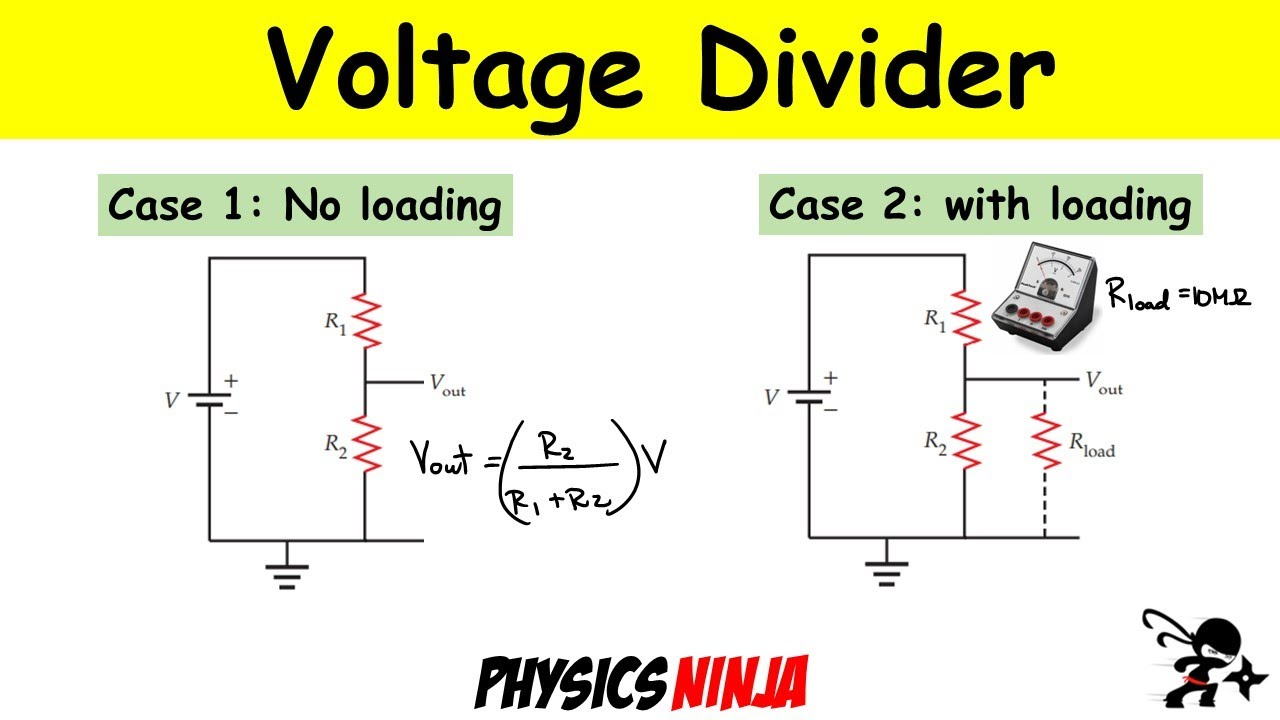 Voltage Divider
Case 1: No loading
R1
V
+
−
Vout
R2
Vout = (R2 / (R1 + R2)) V
Case 2: with loading
Rload = 10MΩ
R1
V
+
−
Vout
R2
Rload
PHYSICS NINJA